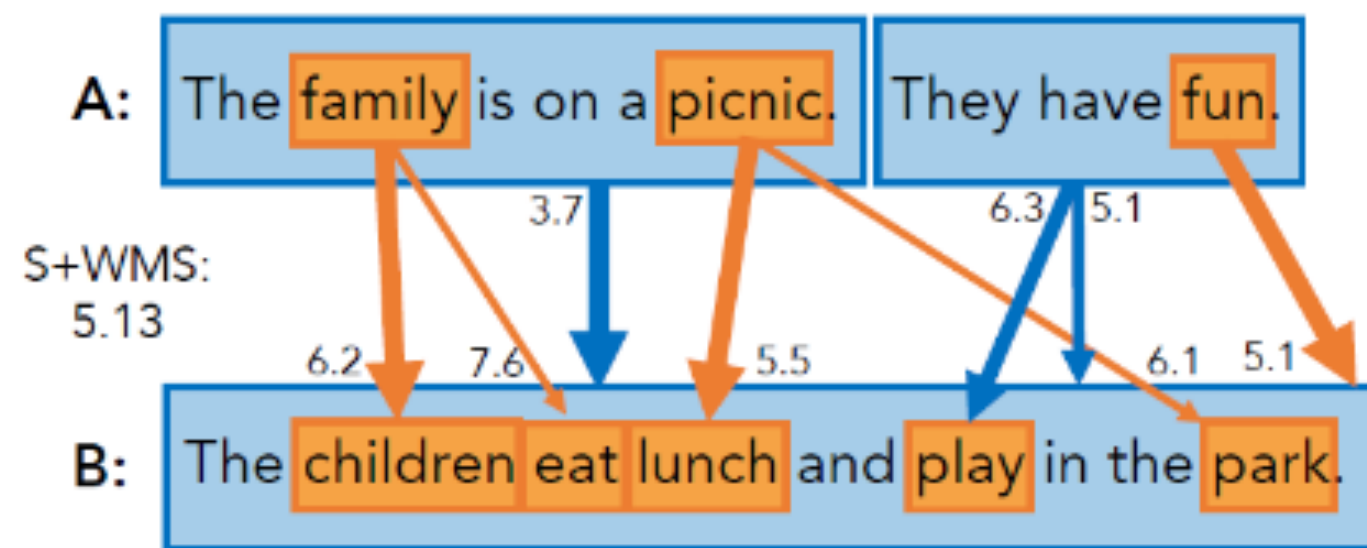 A: The family is on a picnic. They have fun.
3.7 6.3 5.1
S+WMS:
5.13
6.2 7.6 5.5 6.1 5.1
B: The children eat lunch and play in the park.